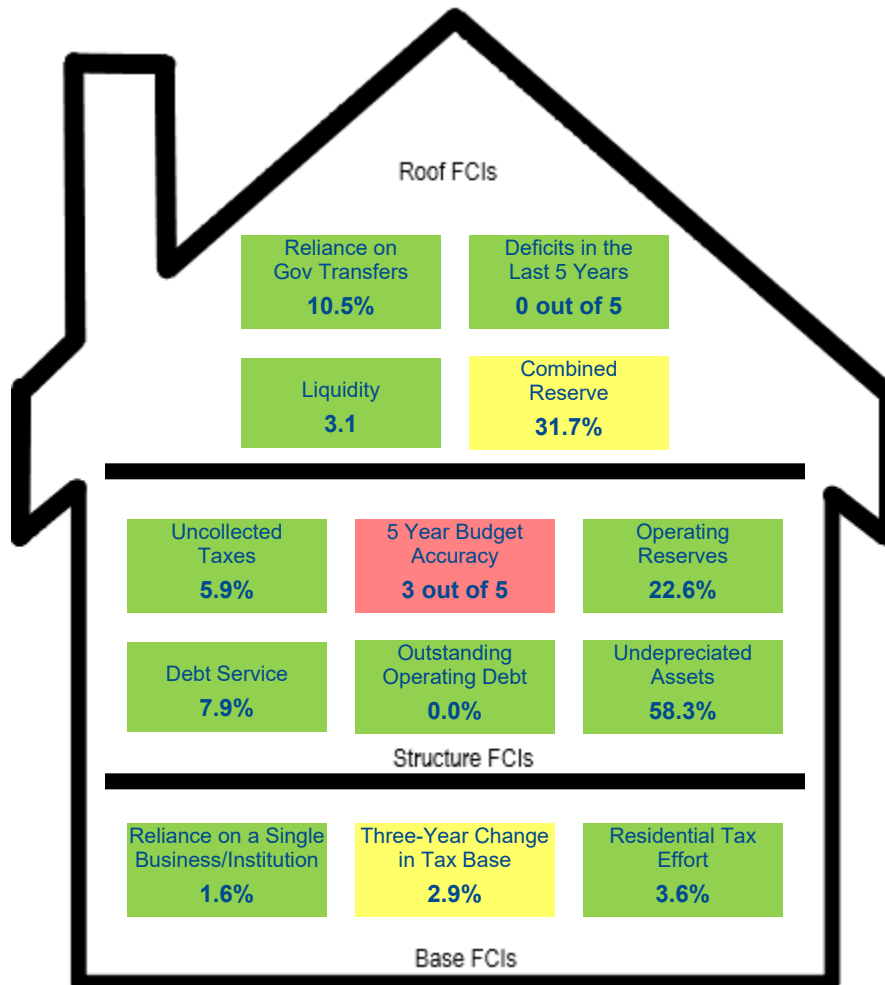 Roof FCIs
Reliance on
Gov Transfers
10.5%
Deficits in the
Last 5 Years
0 out of 5
Liquidity
3.1
Combined
Reserve
31.7%
Uncollected
Taxes
5.9%
5 Year Budget
Accuracy
3 out of 5
Operating
Reserves
22.6%
Debt Service
7.9%
Outstanding
Operating Debt
0.0%
Undepreciated
Assets
58.3%
Structure FCIs
Reliance on a Single
Business/Institution
1.6%
Three-Year Change
in Tax Base
2.9%
Residential Tax
Effort
3.6%
Base FCIs